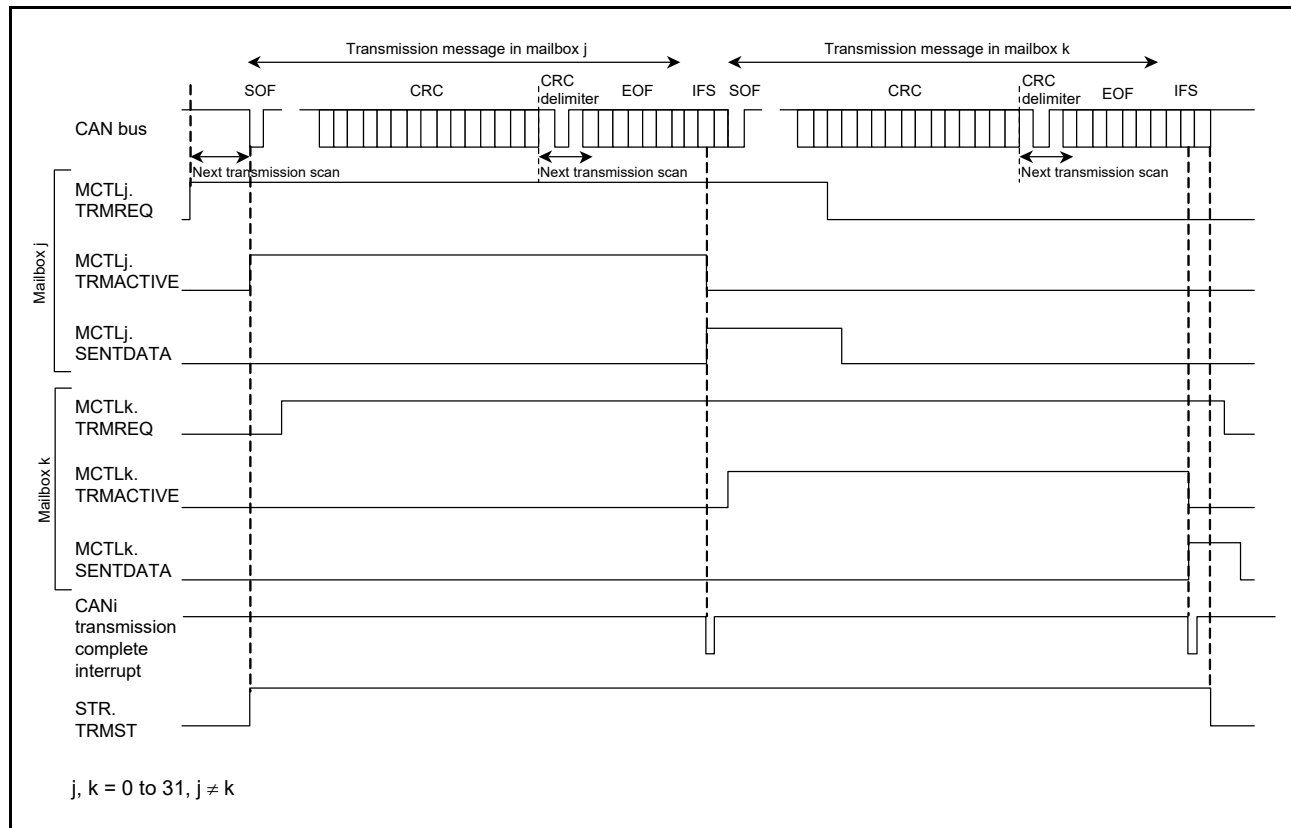 Transmission message in mailbox j
Transmission message in mailbox k
SOF
CRC
CRC
delimiter
EOF
IFS
SOF
CRC
CRC
delimiter
EOF
IFS
CAN bus
Next transmission scan
Next transmission scan
Next transmission scan
Mailbox j
MCTLj.
TRMREQ
MCTLj.
TRMACTIVE
MCTLj.
SENTDATA
Mailbox k
MCTLk.
TRMREQ
MCTLk.
TRMACTIVE
MCTLk.
SENTDATA
CANi
transmission
complete
interrupt
STR.
TRMST
j, k = 0 to 31, j ≠ k